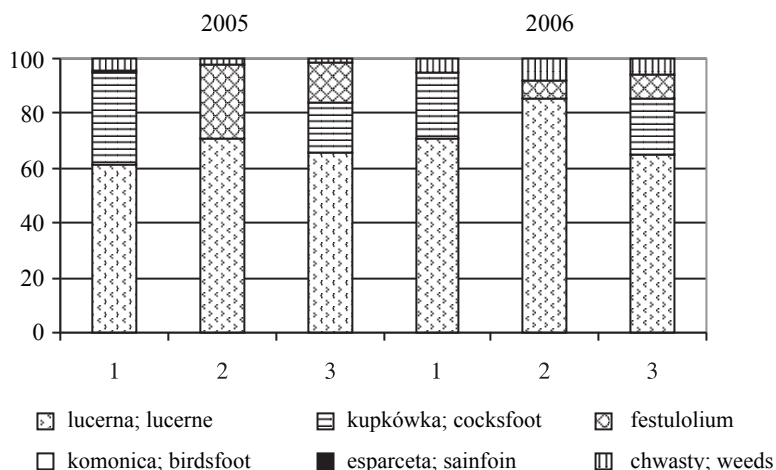 2005 2006
100
80
60
40
20
0
1 2 3 1 2 3
lucerna; lucerne kupkówka; cocksfoot festulolium
komonica; birdsfoot esparceta; sainfoin chwasty; weeds